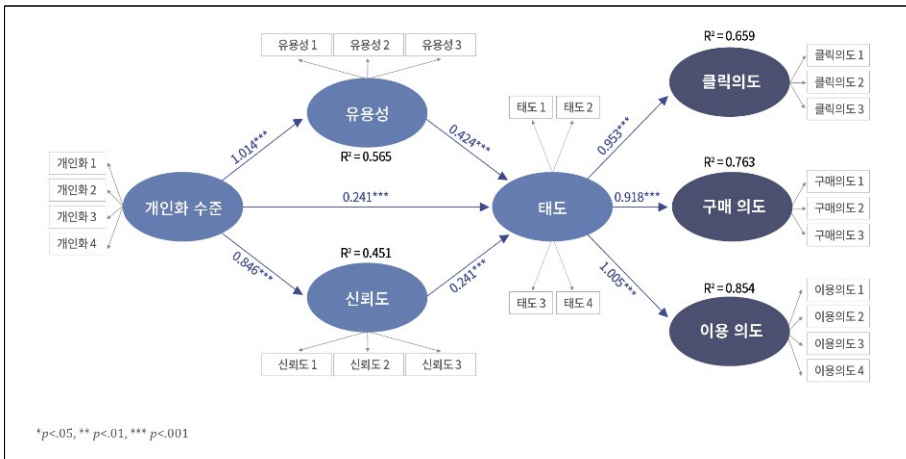 유용성 1
유용성 2
유용성 3
유용성
R² = 0.565
개인화 1
개인화 2
개인화 3
개인화 4
개인화 수준
1.014***
0.241***
0.846***
R² = 0.451
신뢰도
신뢰도 1
신뢰도 2
신뢰도 3
0.424***
0.241***
태도 1
태도 2
태도
태도 3
태도 4
0.953***
0.918***
1.005***
R² = 0.659
클릭의도
클릭의도 1
클릭의도 2
클릭의도 3
R² = 0.763
구매 의도
구매의도 1
구매의도 2
구매의도 3
R² = 0.854
이용 의도
이용의도 1
이용의도 2
이용의도 3
이용의도 4
*p<.05, ** p<.01, *** p<.001